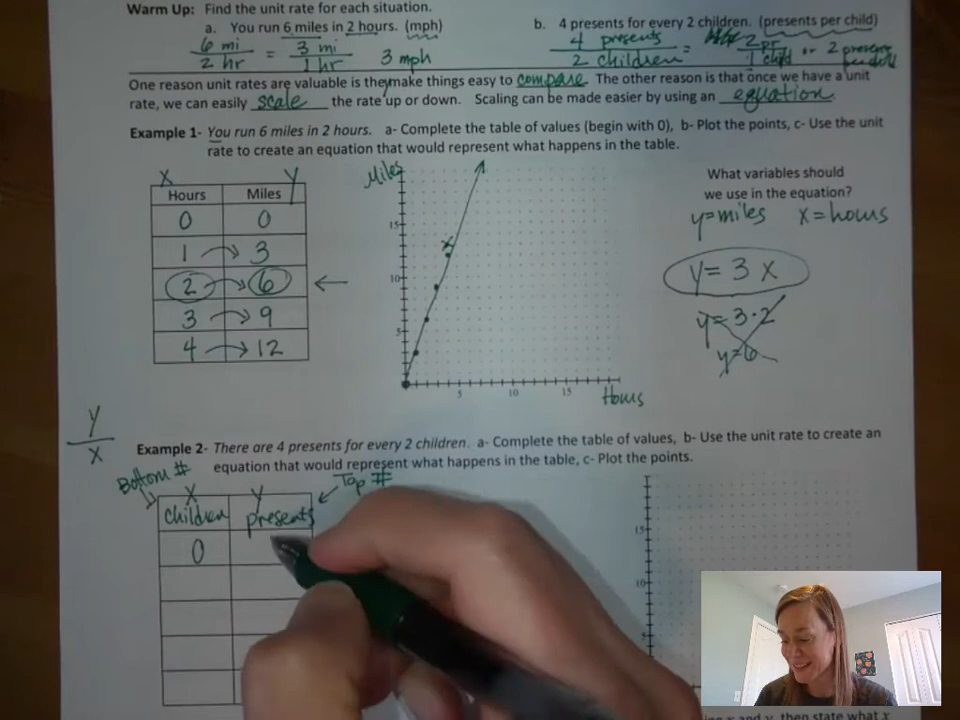 Warm Up: Find the unit rate for each situation.
a. You run 6 miles in 2 hours. (mph)
6 mi / 2 hr = 3 mi / 1 hr 3 mph
b. 4 presents for every 2 children. (presents per child)
4 presents / 2 children = 2 pr / 1 child or 2 presents
One reason unit rates are valuable is they make things easy to compare. The other reason is that once we have a unit
rate, we can easily scale the rate up or down. Scaling can be made easier by using an equation.
Example 1- You run 6 miles in 2 hours. a- Complete the table of values (begin with 0), b- Plot the points, c- Use the unit
rate to create an equation that would represent what happens in the table.
X Y
Hours Miles
0 0
1 3
2 6
3 9
4 12
Miles
15
10
5
5 10 15 Hours
What variables should
we use in the equation?
y=miles x=hours
y=3x
y=3·2
y=6
y
x
Example 2- There are 4 presents for every 2 children. a- Complete the table of values, b- Use the unit rate to create an
equation that would represent what happens in the table, c- Plot the points.
Bottom # Top #
X Y
children presents
0
15
10
5
x and y, then state what x